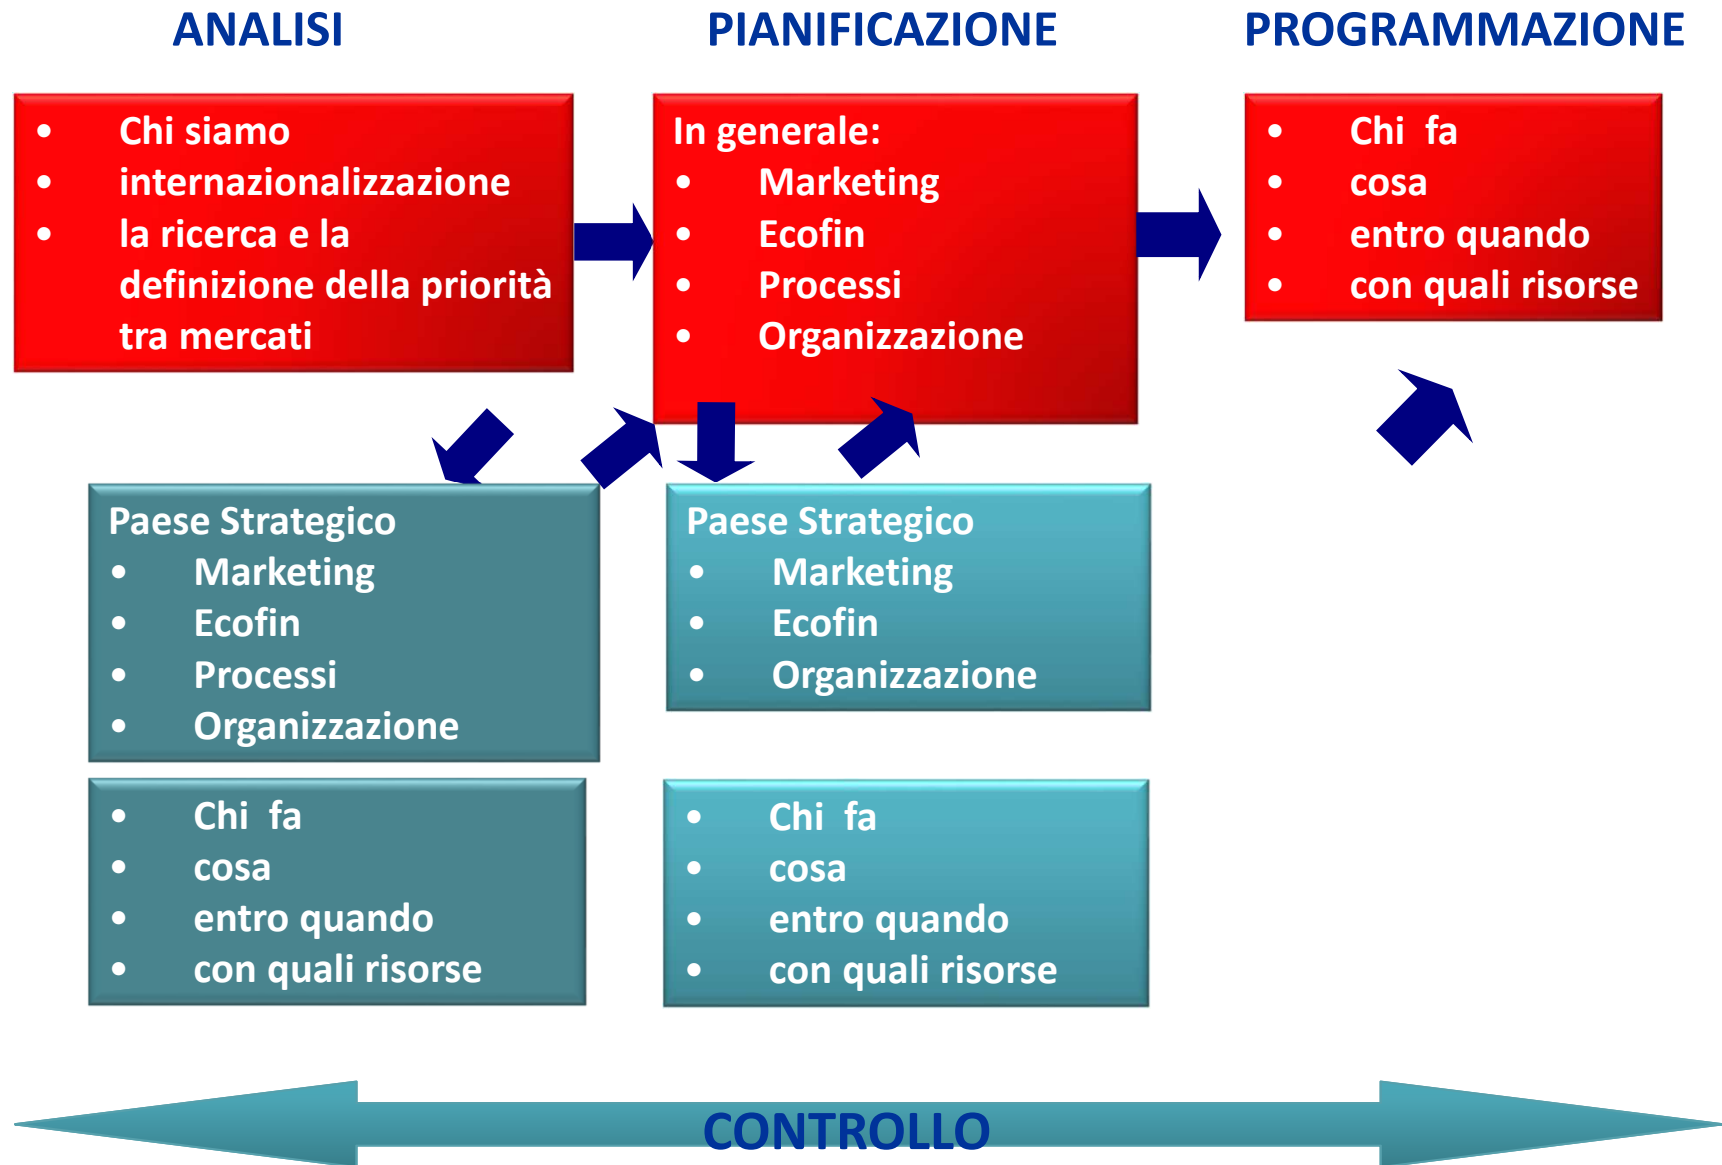 ANALISI
PIANIFICAZIONE
PROGRAMMAZIONE
• Chi siamo
• internazionalizzazione
• la ricerca e la
definizione della priorità
tra mercati
In generale:
• Marketing
• Ecofin
• Processi
• Organizzazione
• Chi fa
• cosa
• entro quando
• con quali risorse
Paese Strategico
• Marketing
• Ecofin
• Processi
• Organizzazione
Paese Strategico
• Marketing
• Ecofin
• Organizzazione
• Chi fa
• cosa
• entro quando
• con quali risorse
• Chi fa
• cosa
• entro quando
• con quali risorse
CONTROLLO